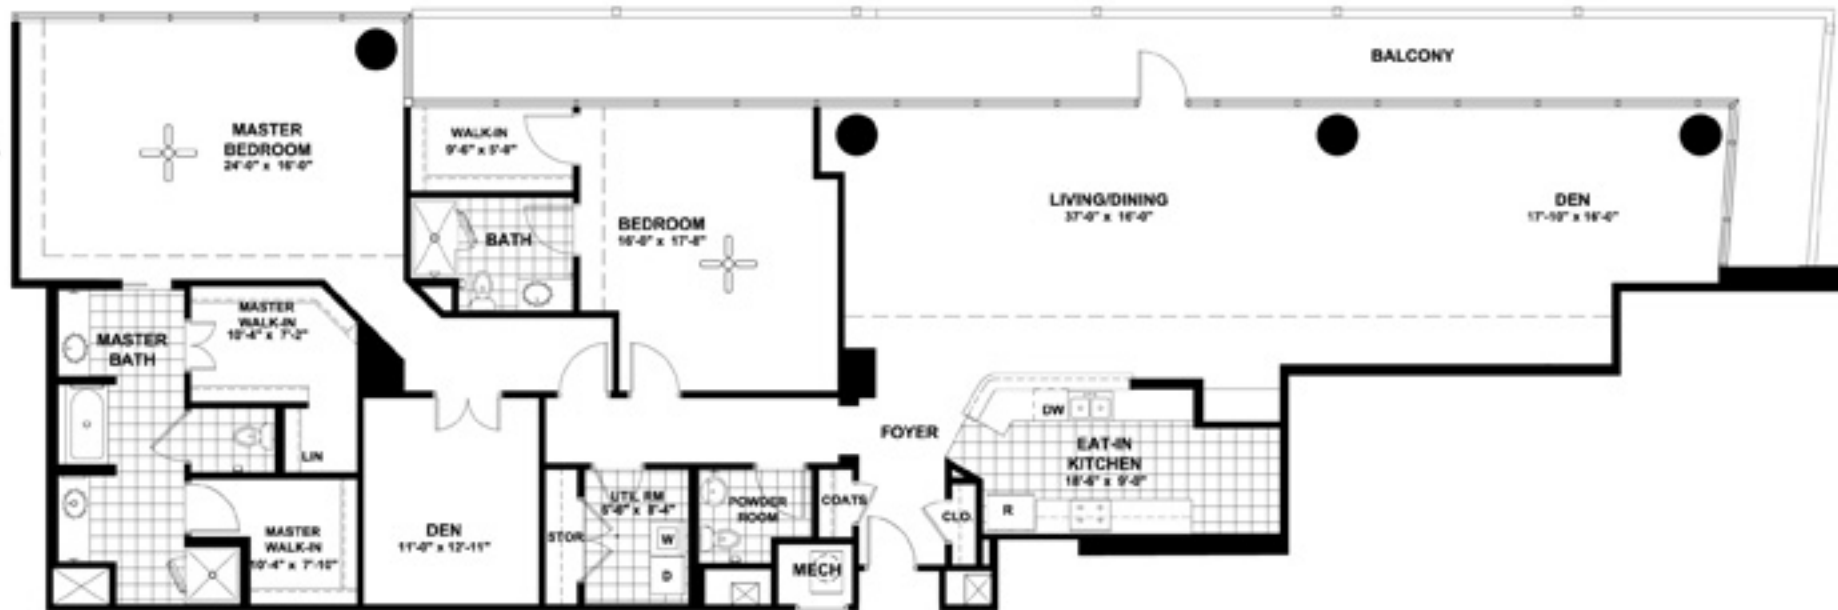 BALCONY
MASTER
BEDROOM
24'-0" x 16'-0"
WALK-IN
9'-6" x 5'-8"
BATH
BEDROOM
16'-8" x 17'-8"
LIVING/DINING
37'-0" x 16'-0"
DEN
17'-10" x 16'-0"
MASTER
BATH
MASTER
WALK-IN
10'-4" x 7'-2"
LIN
MASTER
WALK-IN
10'-4" x 7'-10"
DEN
11'-0" x 12'-11"
STOR
UTIL RM
W
D
POWDER
ROOM
COATS
MECH
FOYER
CLO.
DW
EAT-IN
KITCHEN
18'-6" x 9'-8"
R